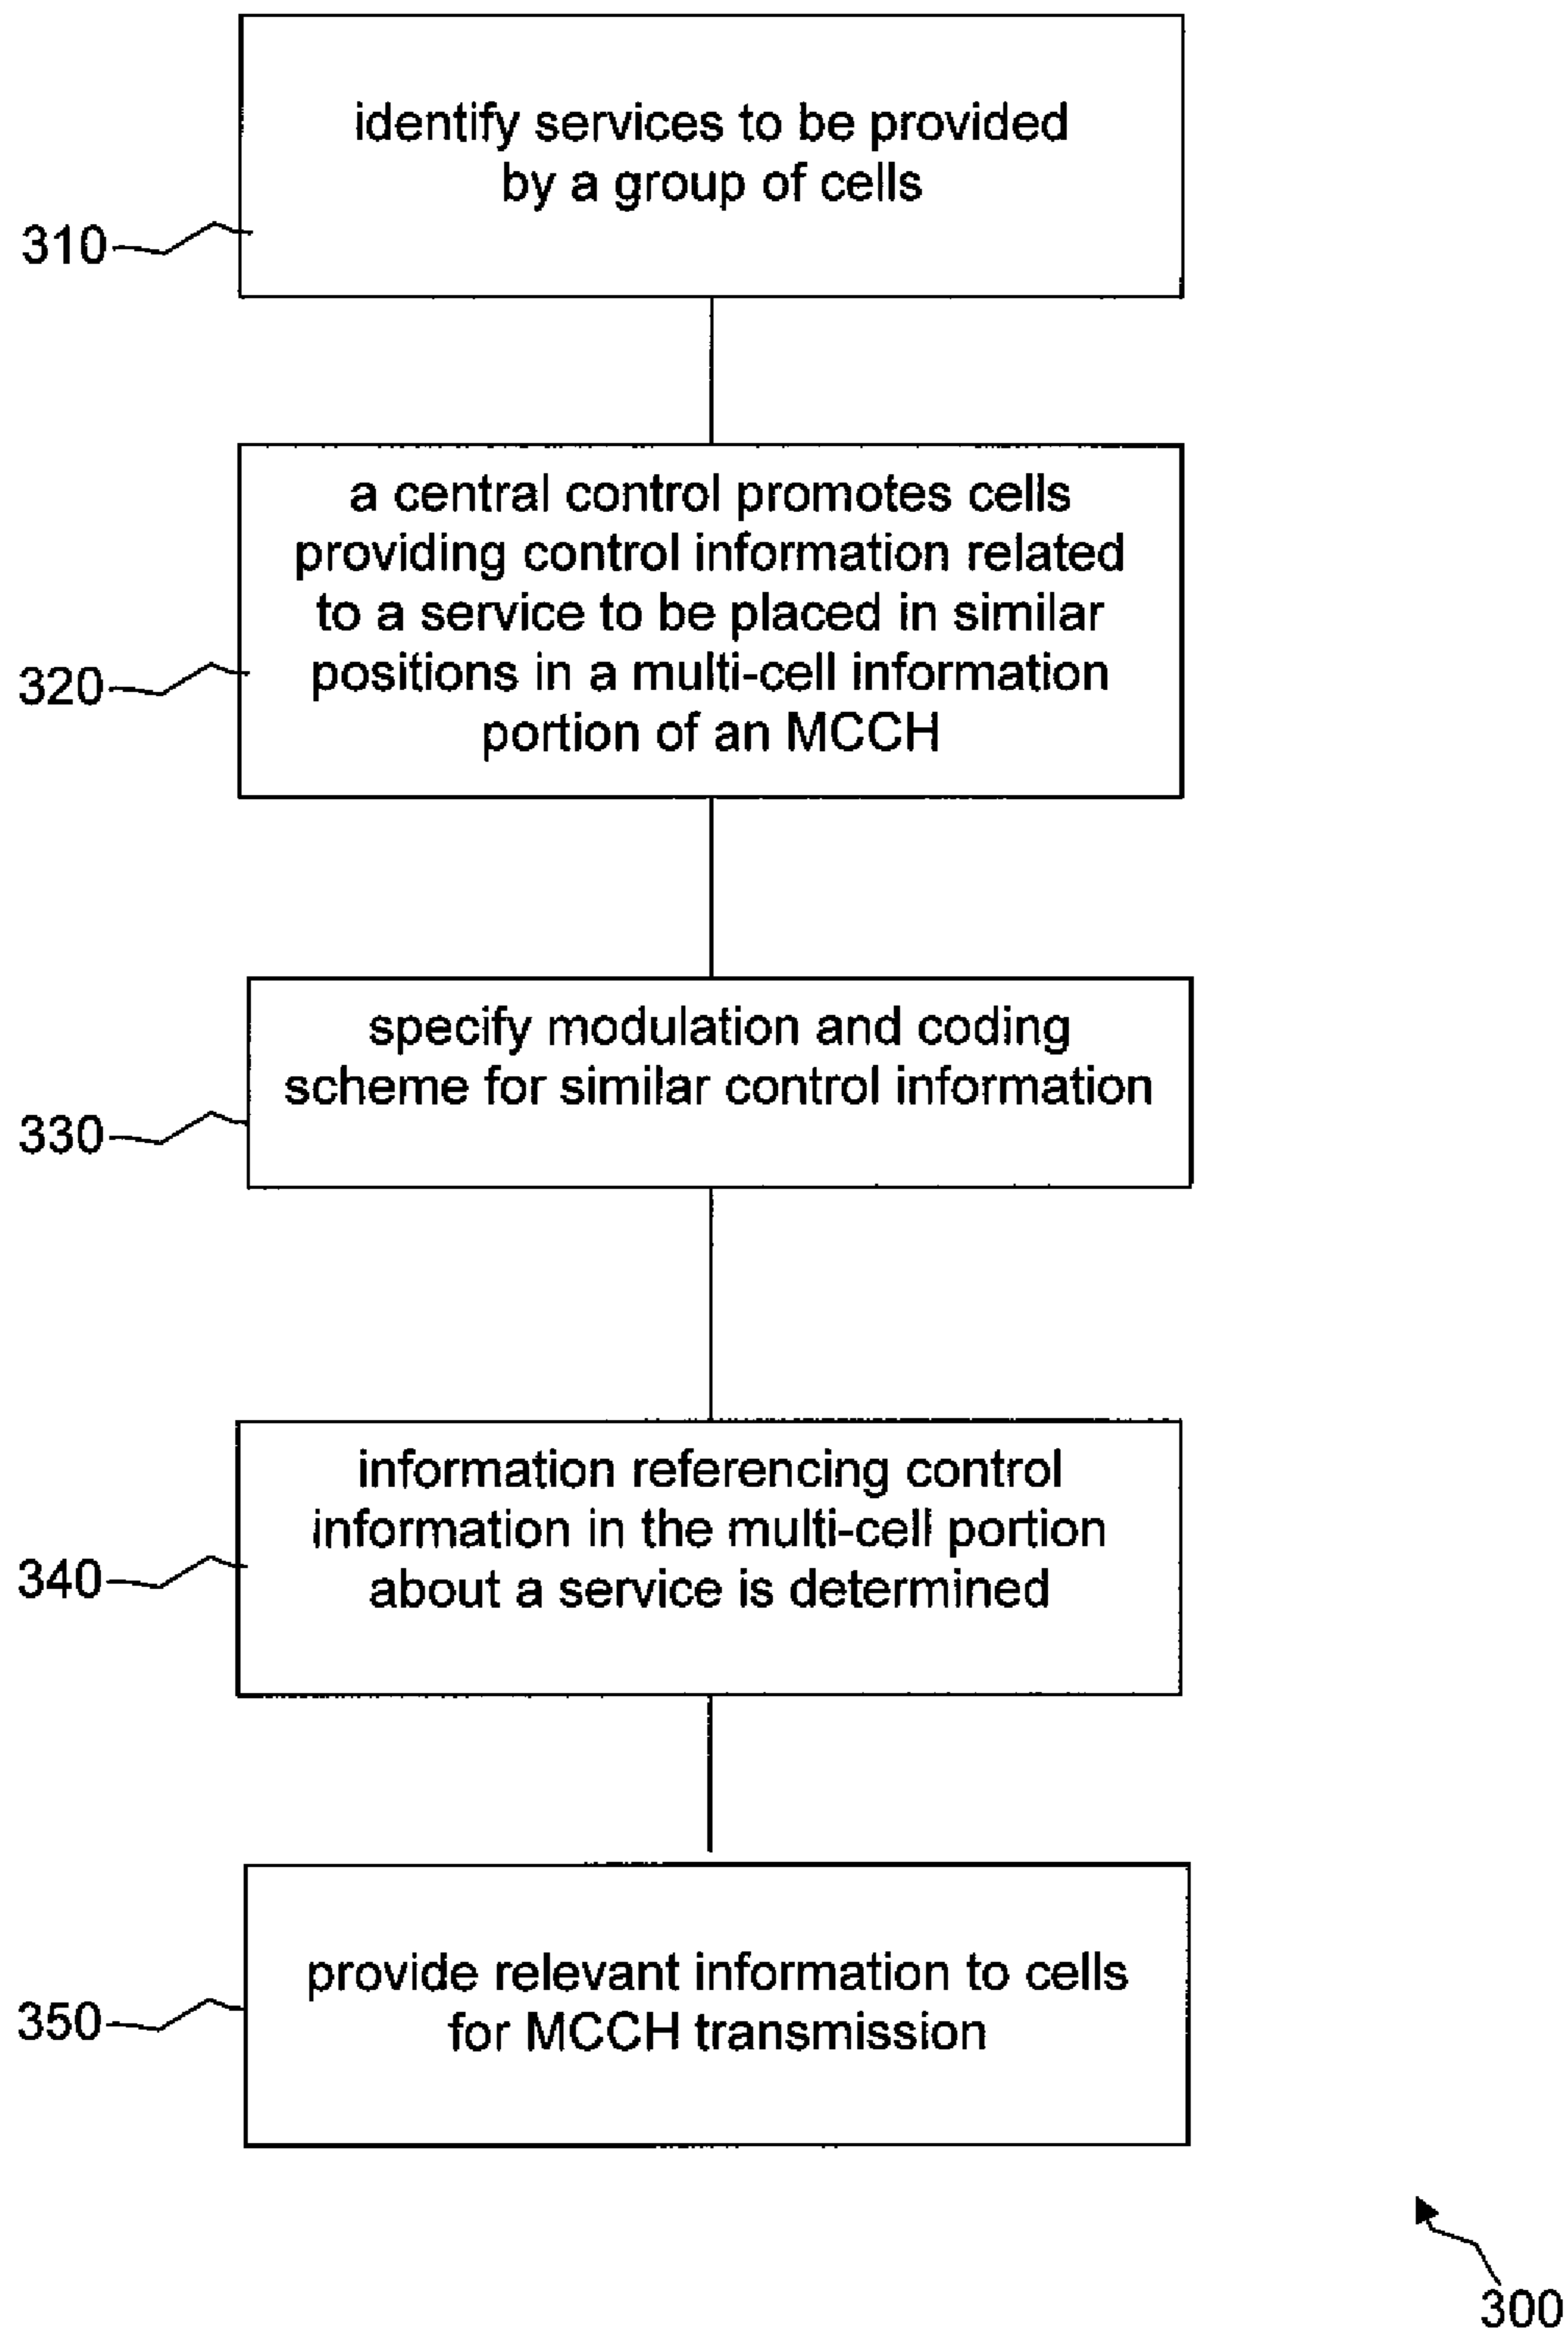 identify services to be provided
by a group of cells
310
a central control promotes cells
providing control information related
to a service to be placed in similar
positions in a multi-cell information
portion of an MCCH
320
specify modulation and coding
scheme for similar control information
330
information referencing control
information in the multi-cell portion
about a service is determined
340
provide relevant information to cells
for MCCH transmission
350
300